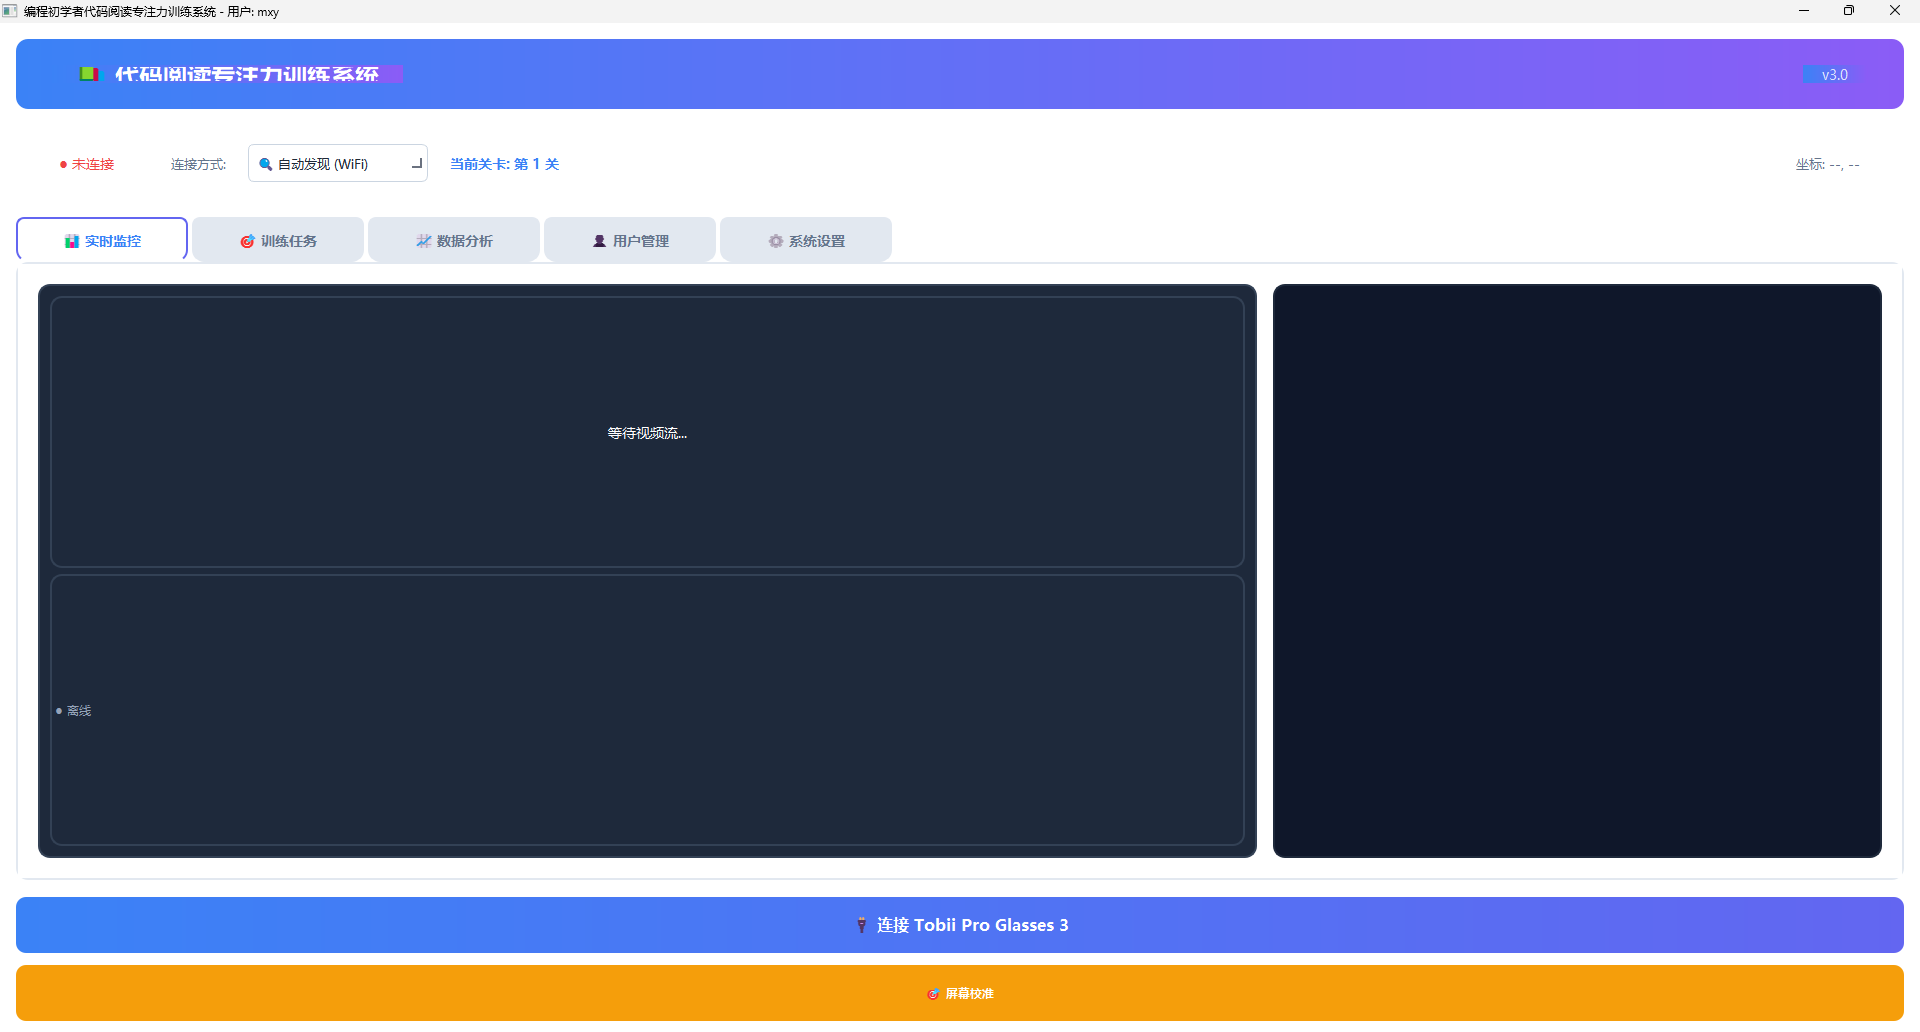 编程初学者代码阅读专注力训练系统 - 用户: mxy
代码阅读专注力训练系统
v3.0
未连接
连接方式:
自动发现 (WiFi)
当前关卡: 第 1 关
坐标: --, --
实时监控
训练任务
数据分析
用户管理
系统设置
等待视频流...
离线
连接 Tobii Pro Glasses 3
屏幕校准